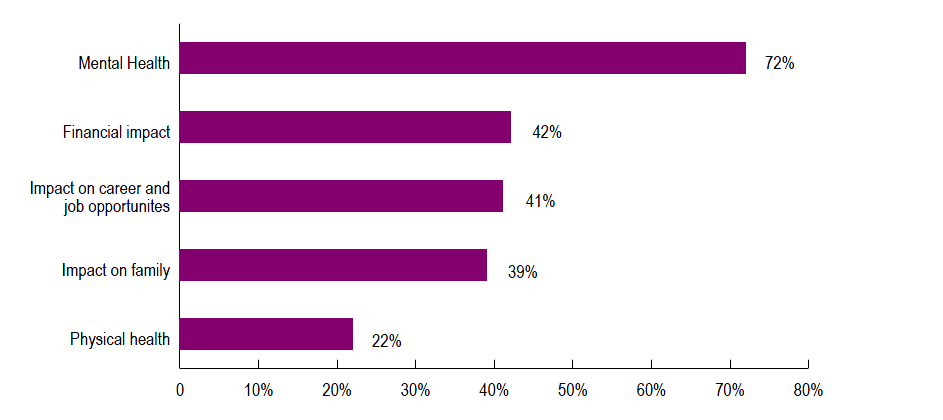 Mental Health
72%
Financial impact
42%
Impact on career and
job opportunites
41%
Impact on family
39%
Physical health
22%
0 10% 20% 30% 40% 50% 60% 70% 80%